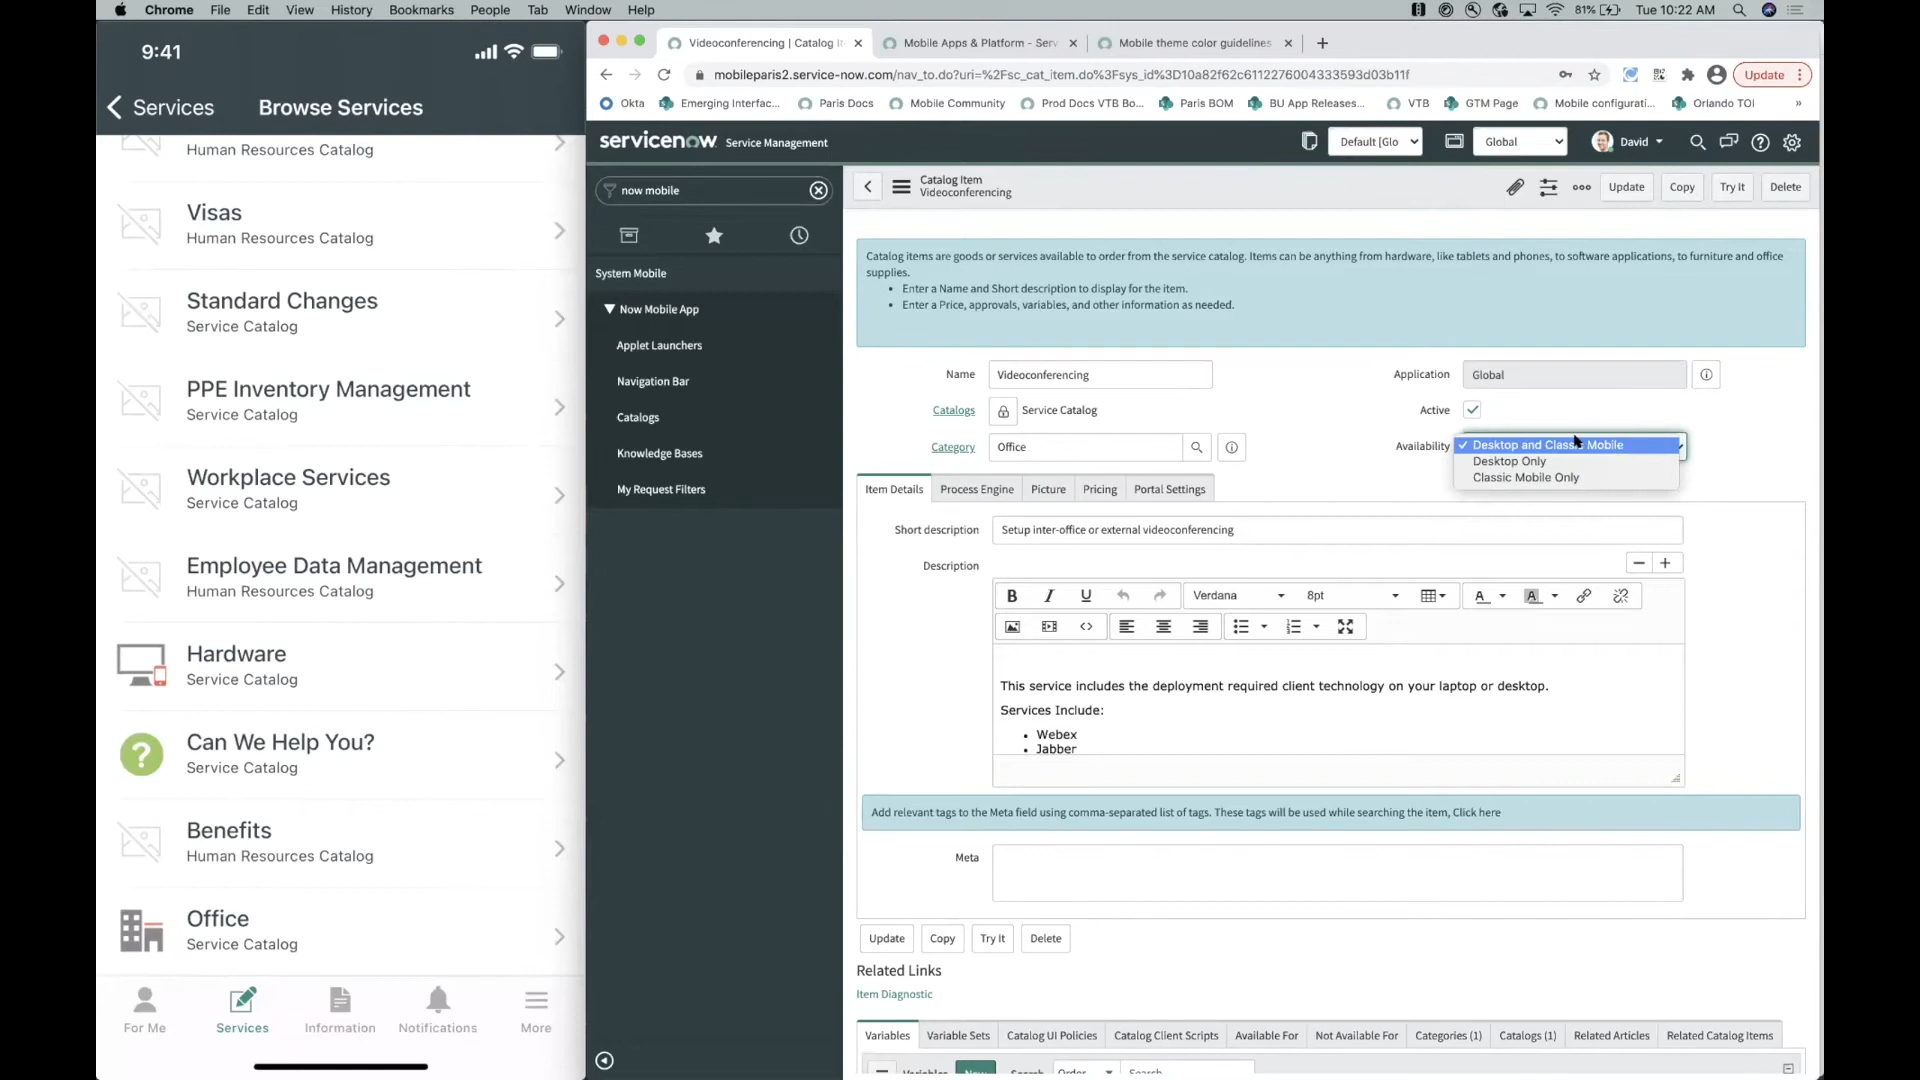 Chrome File Edit View History Bookmarks People Tab Window Help
81% Tue 10:22 AM
9:41
Services Browse Services
Human Resources Catalog
Visas
Human Resources Catalog
Standard Changes
Service Catalog
PPE Inventory Management
Service Catalog
Workplace Services
Service Catalog
Employee Data Management
Human Resources Catalog
Hardware
Service Catalog
Can We Help You?
Service Catalog
Benefits
Human Resources Catalog
Office
Service Catalog
For Me Services Information Notifications More
Videoconferencing | Catalog It Mobile Apps & Platform - Serv Mobile theme color guidelines
mobileparis2.service-now.com/nav_to.do?uri=%2Fsc_cat_item.do%3Fsys_id%3D10a82f62c6112276004333593d03b11f
Update
Okta Emerging Interfac... Paris Docs Mobile Community Prod Docs VTB Bo... Paris BOM BU App Releases... VTB GTM Page Mobile configurati... Orlando TOI »
servicenow Service Management Default [Glo Global David
now mobile
System Mobile
Now Mobile App
Applet Launchers
Navigation Bar
Catalogs
Knowledge Bases
My Request Filters
Catalog Item
Videoconferencing
Update Copy Try It Delete
Catalog items are goods or services available to order from the service catalog. Items can be anything from hardware, like tablets and phones, to software applications, to furniture and office
supplies.
• Enter a Name and Short description to display for the item.
• Enter a Price, approvals, variables, and other information as needed.
Name Videoconferencing Application Global
Catalogs Service Catalog Active
Category Office Availability Desktop and Classic Mobile
Desktop Only
Classic Mobile Only
Item Details Process Engine Picture Pricing Portal Settings
Short description Setup inter-office or external videoconferencing
Description
B I U Verdana 8pt A A
This service includes the deployment required client technology on your laptop or desktop.
Services Include:
• Webex
• Jabber
Add relevant tags to the Meta field using comma-separated list of tags. These tags will be used while searching the item, Click here
Meta
Update Copy Try It Delete
Related Links
Item Diagnostic
Variables Variable Sets Catalog UI Policies Catalog Client Scripts Available For Not Available For Categories (1) Catalogs (1) Related Articles Related Catalog Items
Variables New Search Order Search